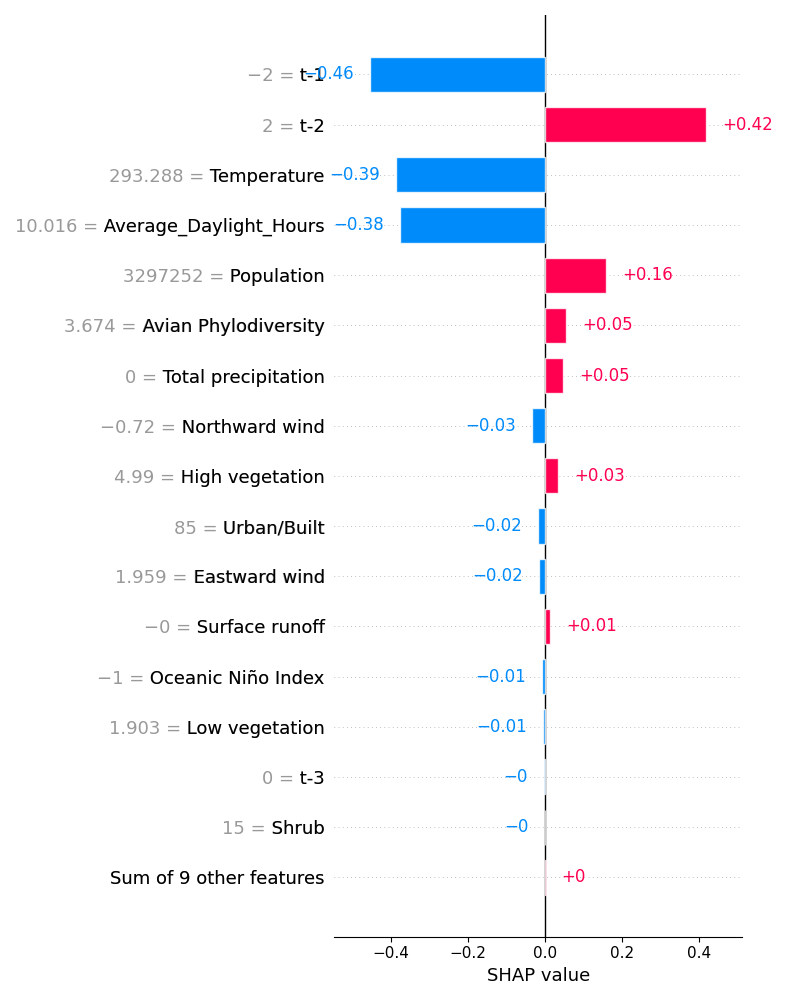 −2 = t-1 −0.46
2 = t-2 +0.42
293.288 = Temperature −0.39
10.016 = Average_Daylight_Hours −0.38
3297252 = Population +0.16
3.674 = Avian Phylodiversity +0.05
0 = Total precipitation +0.05
−0.72 = Northward wind −0.03
4.99 = High vegetation +0.03
85 = Urban/Built −0.02
1.959 = Eastward wind −0.02
−0 = Surface runoff +0.01
−1 = Oceanic Niño Index −0.01
1.903 = Low vegetation −0.01
0 = t-3 −0
15 = Shrub −0
Sum of 9 other features +0
−0.4 −0.2 0.0 0.2 0.4
SHAP value